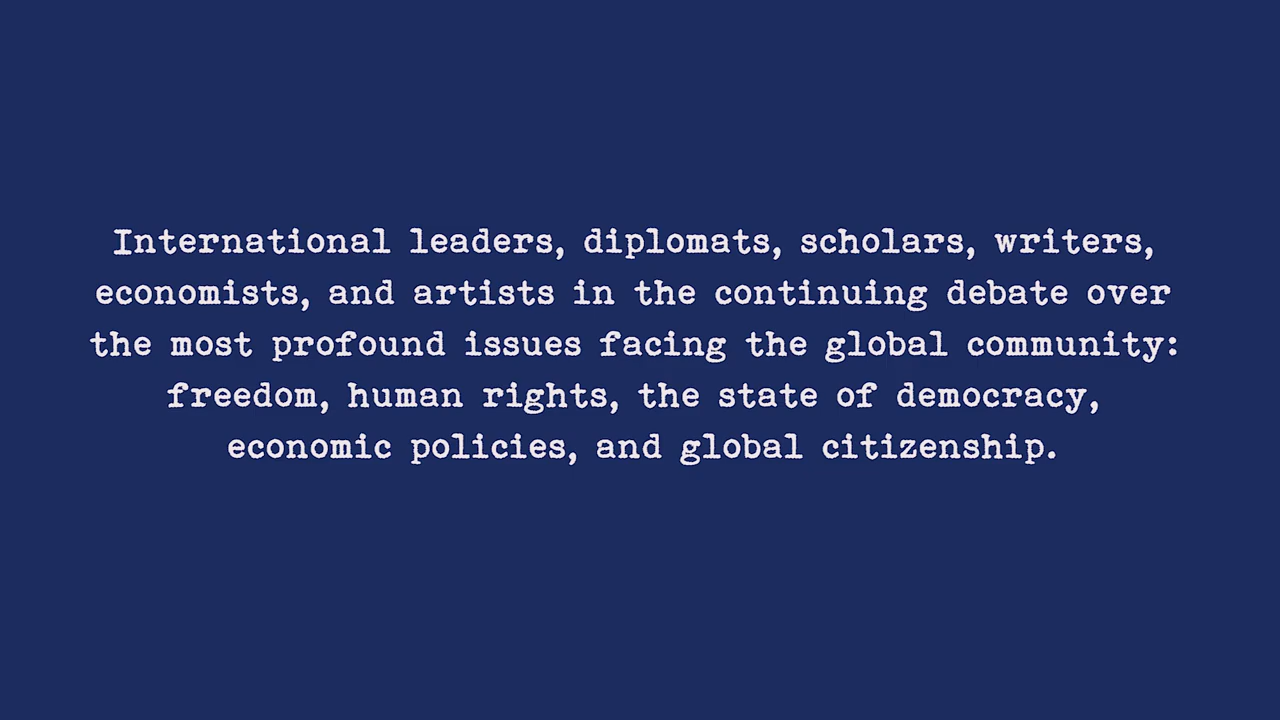 International leaders, diplomats, scholars, writers,
economists, and artists in the continuing debate over
the most profound issues facing the global community:
freedom, human rights, the state of democracy,
economic policies, and global citizenship.